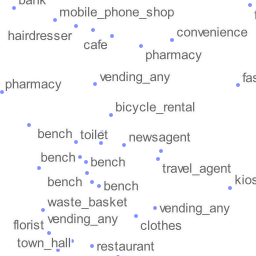 bank
mobile_phone_shop
hairdresser
convenience
cafe
pharmacy
vending_any
fas
pharmacy
bicycle_rental
bench
toilet
newsagent
bench
bench
travel_agent
bench
bench
kios
waste_basket
vending_any
vending_any
florist
clothes
town_hall
restaurant